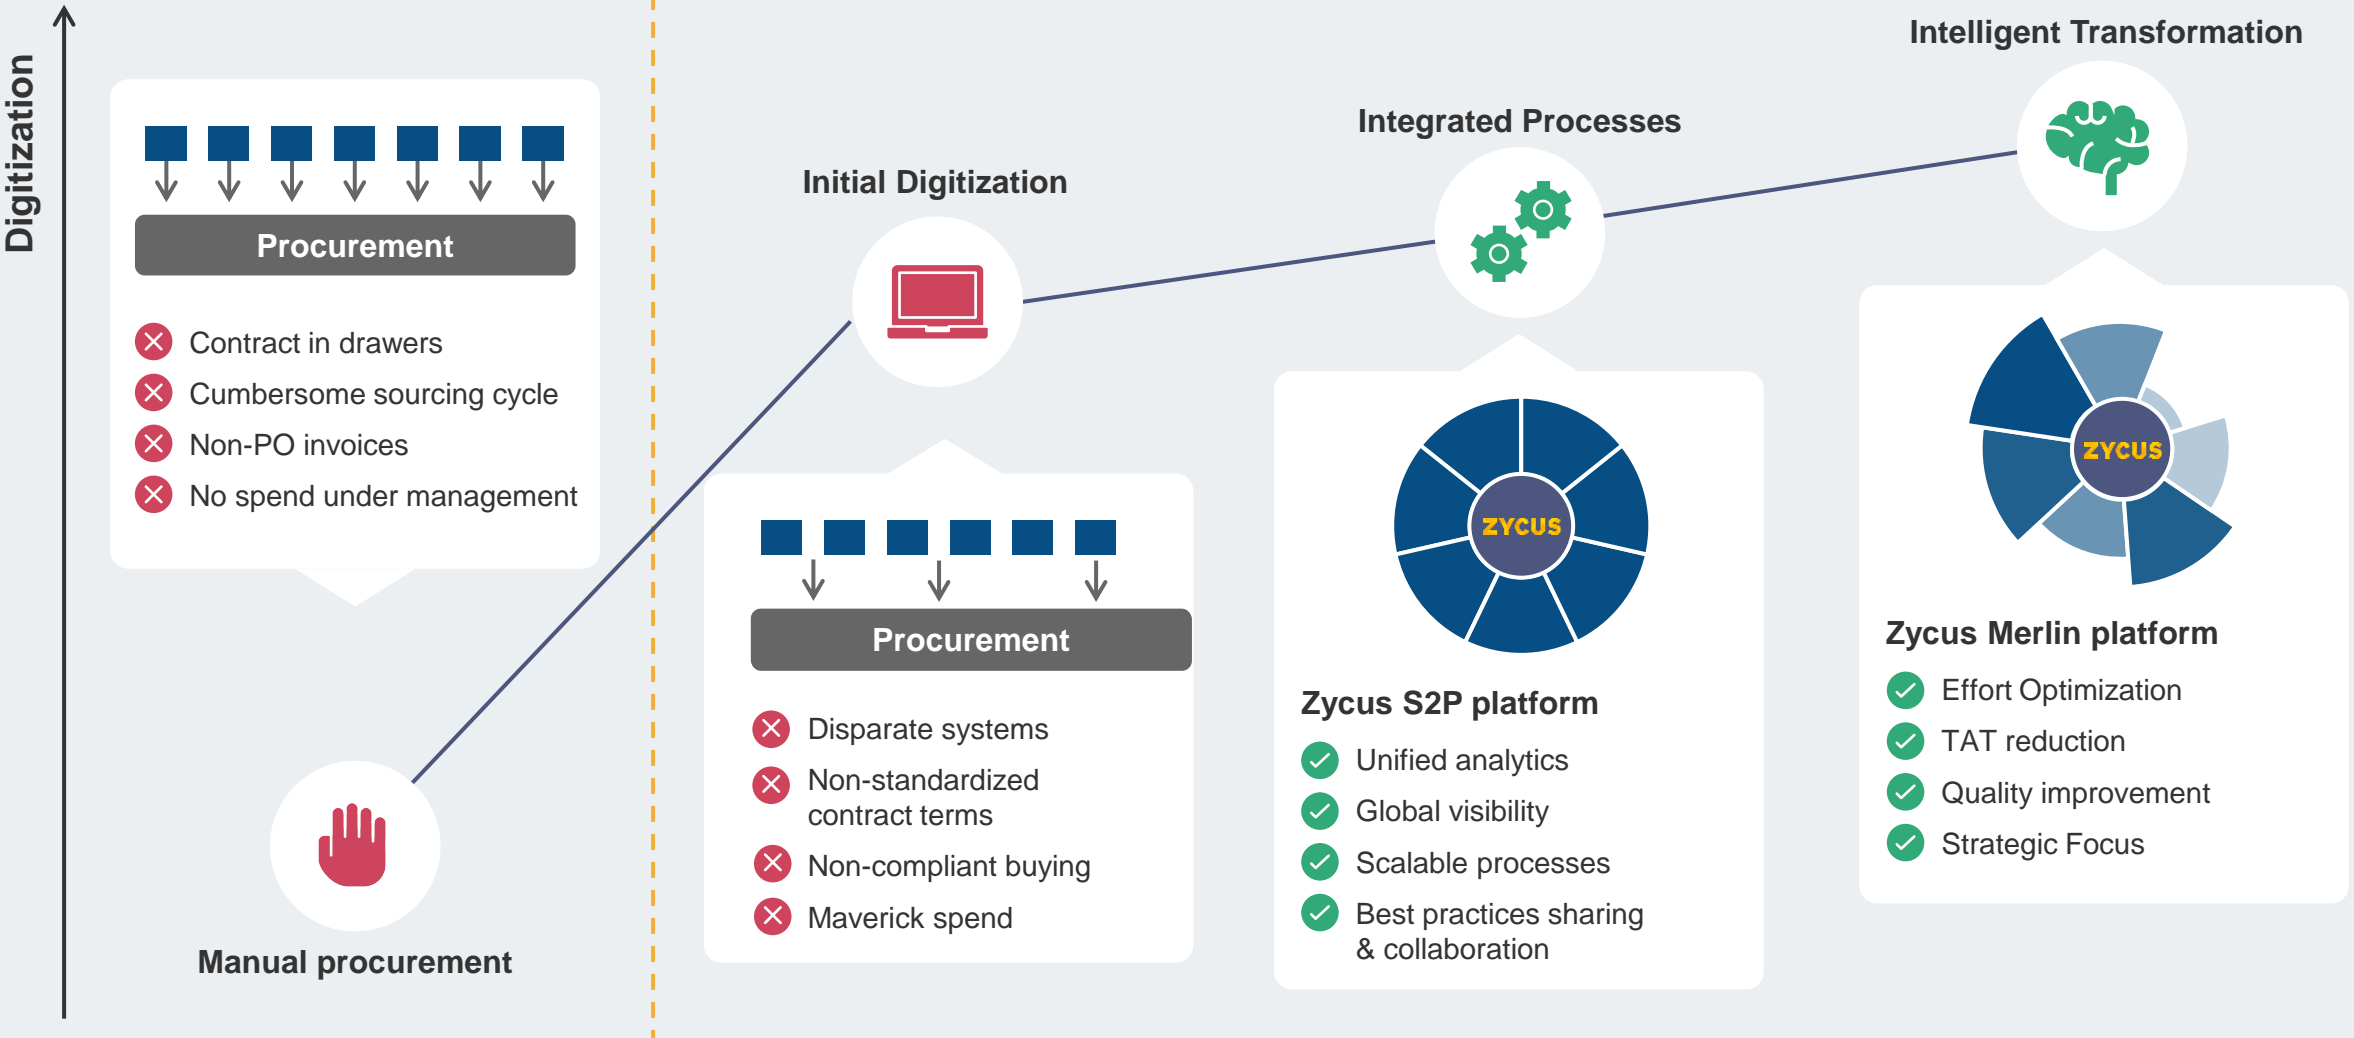 Digitization
Procurement
Contract in drawers
Cumbersome sourcing cycle
Non-PO invoices
No spend under management
Manual procurement
Initial Digitization
Procurement
Disparate systems
Non-standardized
contract terms
Non-compliant buying
Maverick spend
Integrated Processes
ZYCUS
Zycus S2P platform
Unified analytics
Global visibility
Scalable processes
Best practices sharing
& collaboration
Intelligent Transformation
ZYCUS
Zycus Merlin platform
Effort Optimization
TAT reduction
Quality improvement
Strategic Focus